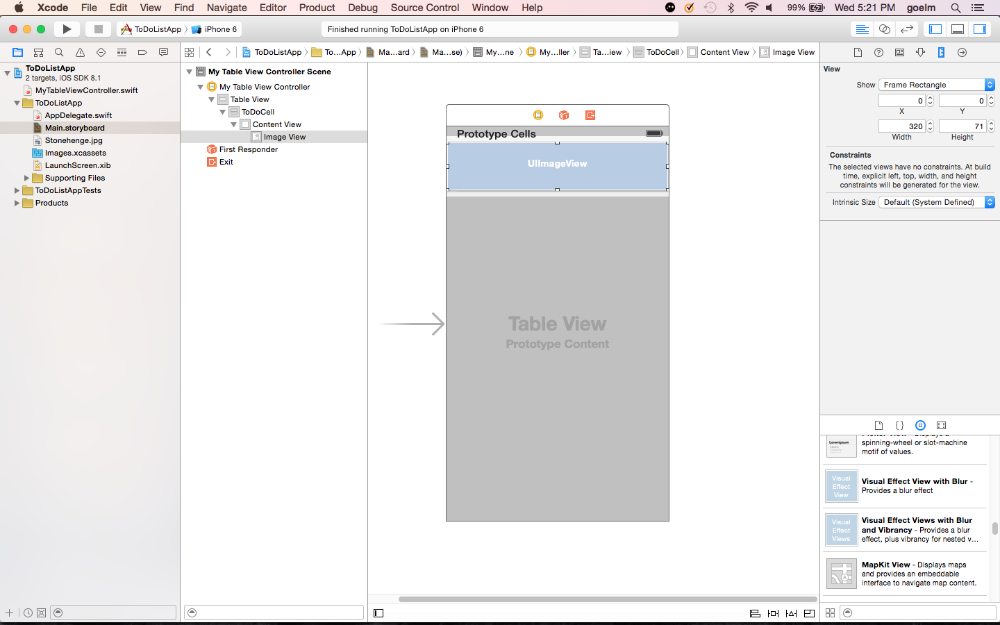 Xcode File Edit View Find Navigate Editor Product Debug Source Control Window Help 99% Wed 5:21 PM goelm
ToDoListApp iPhone 6 Finished running ToDoListApp on iPhone 6
ToDoListApp To...App Ma...ard Ma...se) My...ne My...ller Ta...iew ToDoCell Content View Image View
ToDoListApp
2 targets, iOS SDK 8.1
MyTableViewController.swift
ToDoListApp
AppDelegate.swift
Main.storyboard
Stonehenge.jpg
Images.xcassets
LaunchScreen.xib
Supporting Files
ToDoListAppTests
Products
My Table View Controller Scene
My Table View Controller
Table View
ToDoCell
Content View
Image View
First Responder
Exit
Prototype Cells
UIImageView
Table View
Prototype Content
View
Show Frame Rectangle
0 0
X Y
320 71
Width Height
Constraints
The selected views have no constraints. At build
time, explicit left, top, width, and height
constraints will be generated for the view.
Intrinsic Size Default (System Defined)
spinning-wheel or slot-machine
motif of values.
Visual
Effect
View
Visual Effect View with Blur -
Provides a blur effect
Visual
Effect
Views
Visual Effect Views with Blur
and Vibrancy - Provides a blur
effect, plus vibrancy for nested v...
MapKit View - Displays maps
and provides an embeddable
interface to navigate map content.